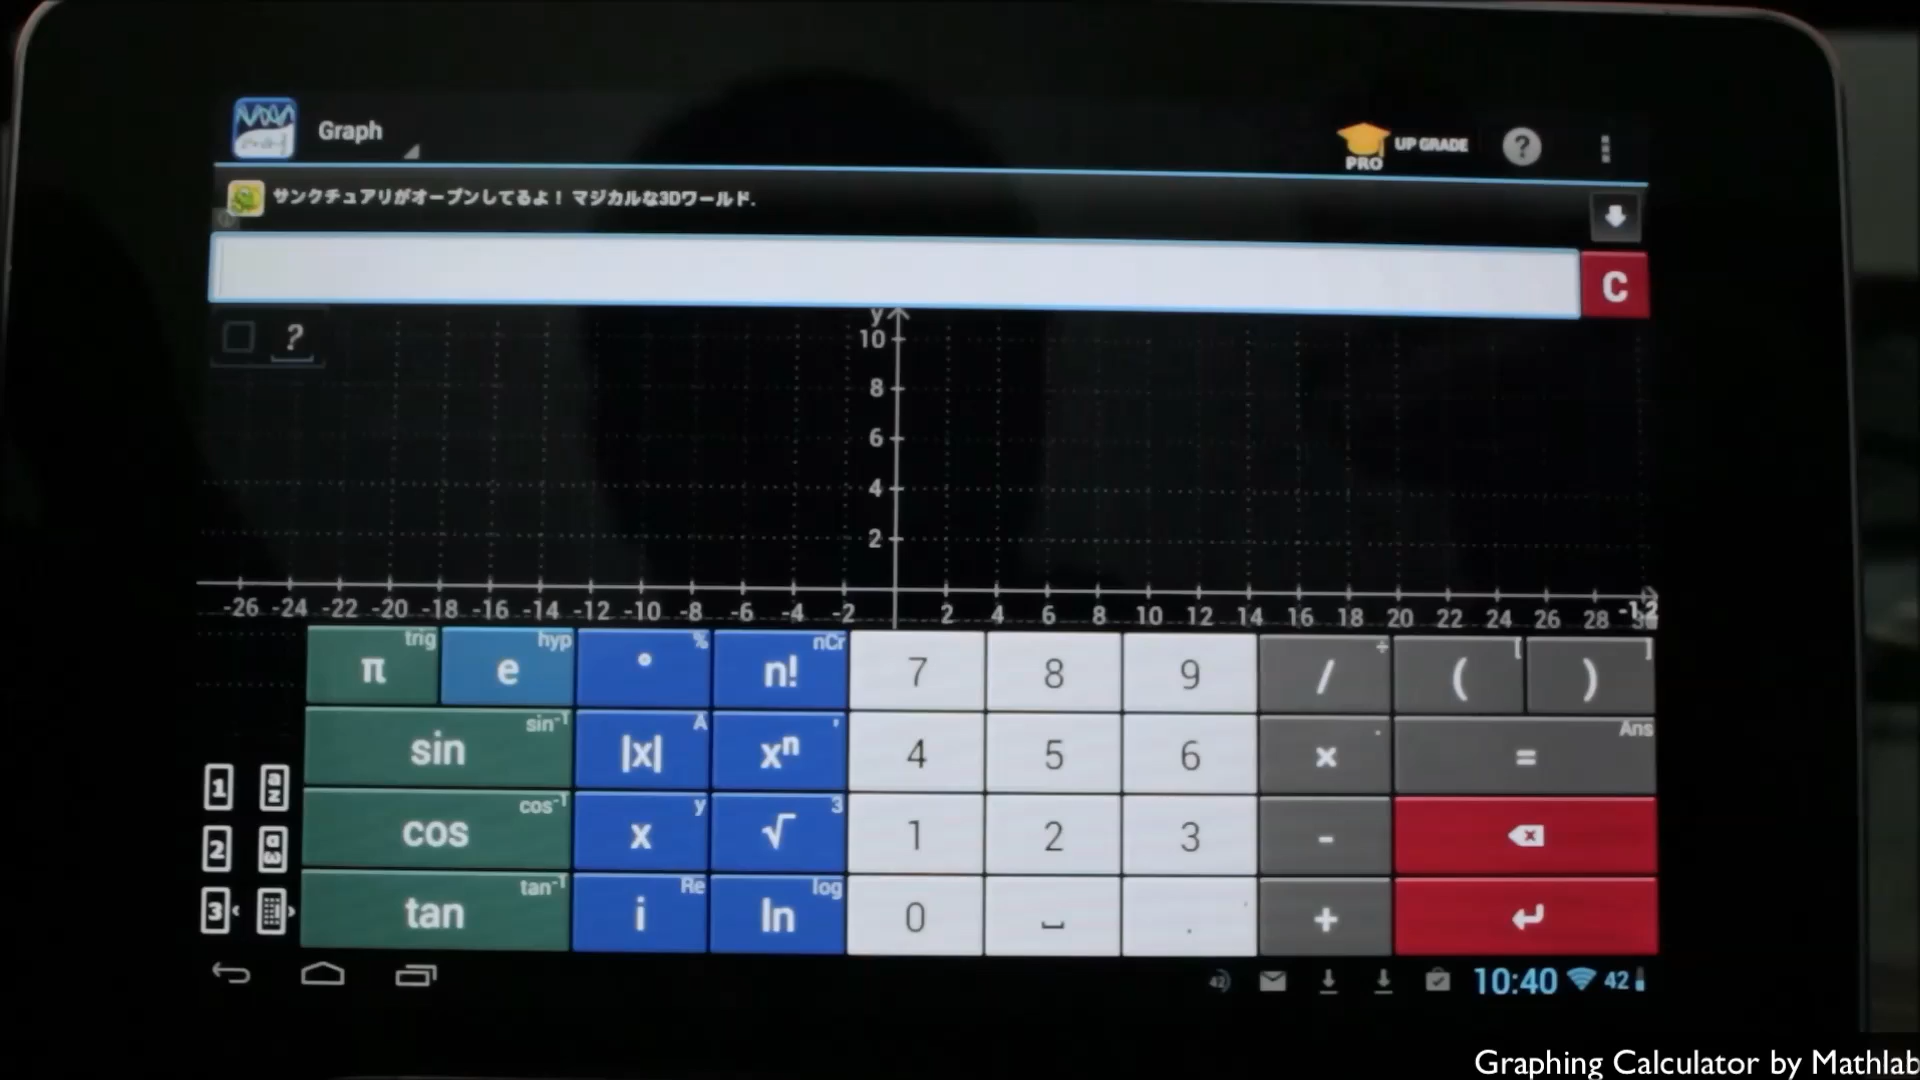 Graph
PRO UP GRADE ?
サンクチュアリがオープンしてるよ！マジカルな3Dワールド.
C
?
y
10
8
6
4
2
-26 -24 -22 -20 -18 -16 -14 -12 -10 -8 -6 -4 -2 2 4 6 8 10 12 14 16 18 20 22 24 26 28
π trig e hyp ° % n! nCr 7 8 9 / ÷ ( [ ) ]
sin sin-1 |x| A xn ' 4 5 6 × . = Ans
cos cos-1 x y √ 3 1 2 3 -
tan tan-1 i Re ln log 0 . +
1 az
2 αω
3
42 10:40 42
Graphing Calculator by Mathlab